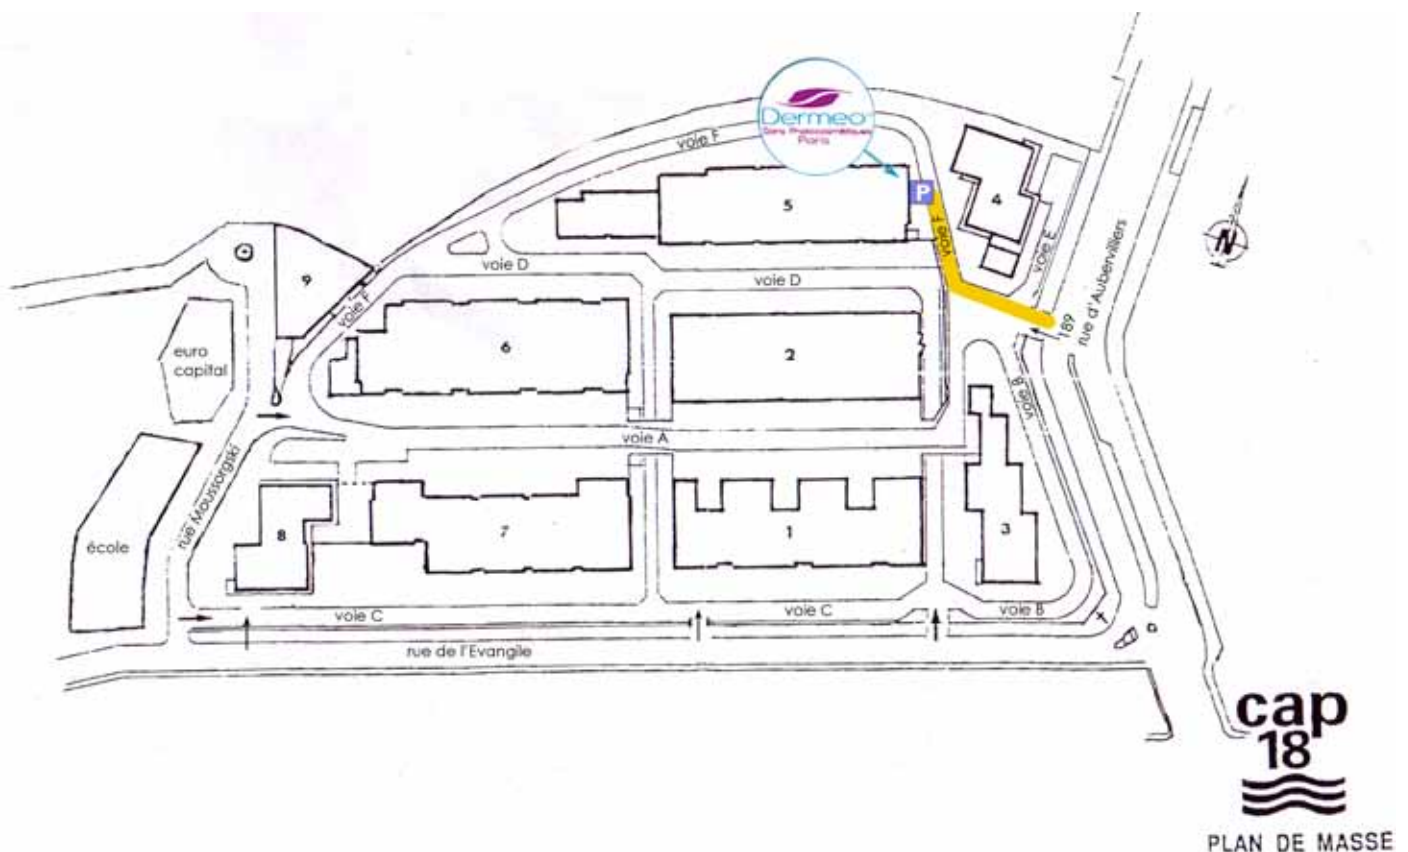 Dermeo
Paris
voie F
5
P
4
voie F
voie E
rue d'Aubervilliers
N
voie D
voie D
9
voie F
189
euro
capital
6
2
voie B
voie A
rue Moussorgski
école
8
7
1
3
voie C
voie C
voie B
rue de l'Evangile
cap
18
PLAN DE MASSE